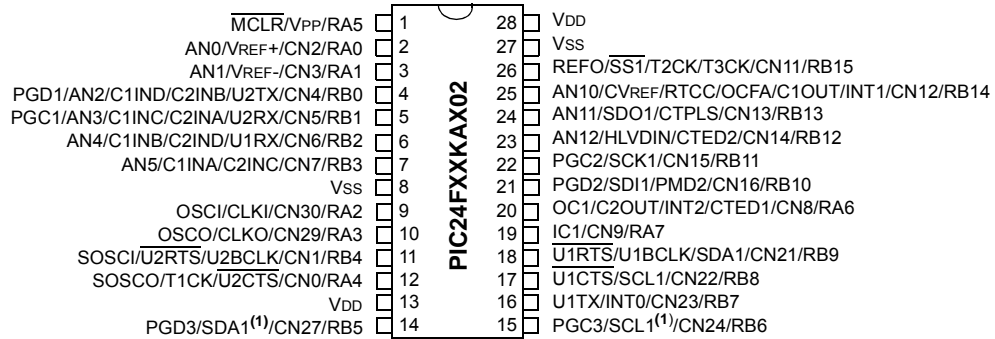 MCLR/VPP/RA5 1
AN0/VREF+/CN2/RA0 2
AN1/VREF-/CN3/RA1 3
PGD1/AN2/C1IND/C2INB/U2TX/CN4/RB0 4
PGC1/AN3/C1INC/C2INA/U2RX/CN5/RB1 5
AN4/C1INB/C2IND/U1RX/CN6/RB2 6
AN5/C1INA/C2INC/CN7/RB3 7
VSS 8
OSCI/CLKI/CN30/RA2 9
OSCO/CLKO/CN29/RA3 10
SOSCI/U2RTS/U2BCLK/CN1/RB4 11
SOSCO/T1CK/U2CTS/CN0/RA4 12
VDD 13
PGD3/SDA1(1)/CN27/RB5 14
PIC24FXXKAX02
28 VDD
27 VSS
26 REFO/SS1/T2CK/T3CK/CN11/RB15
25 AN10/CVREF/RTCC/OCFA/C1OUT/INT1/CN12/RB14
24 AN11/SDO1/CTPLS/CN13/RB13
23 AN12/HLVDIN/CTED2/CN14/RB12
22 PGC2/SCK1/CN15/RB11
21 PGD2/SDI1/PMD2/CN16/RB10
20 OC1/C2OUT/INT2/CTED1/CN8/RA6
19 IC1/CN9/RA7
18 U1RTS/U1BCLK/SDA1/CN21/RB9
17 U1CTS/SCL1/CN22/RB8
16 U1TX/INT0/CN23/RB7
15 PGC3/SCL1(1)/CN24/RB6